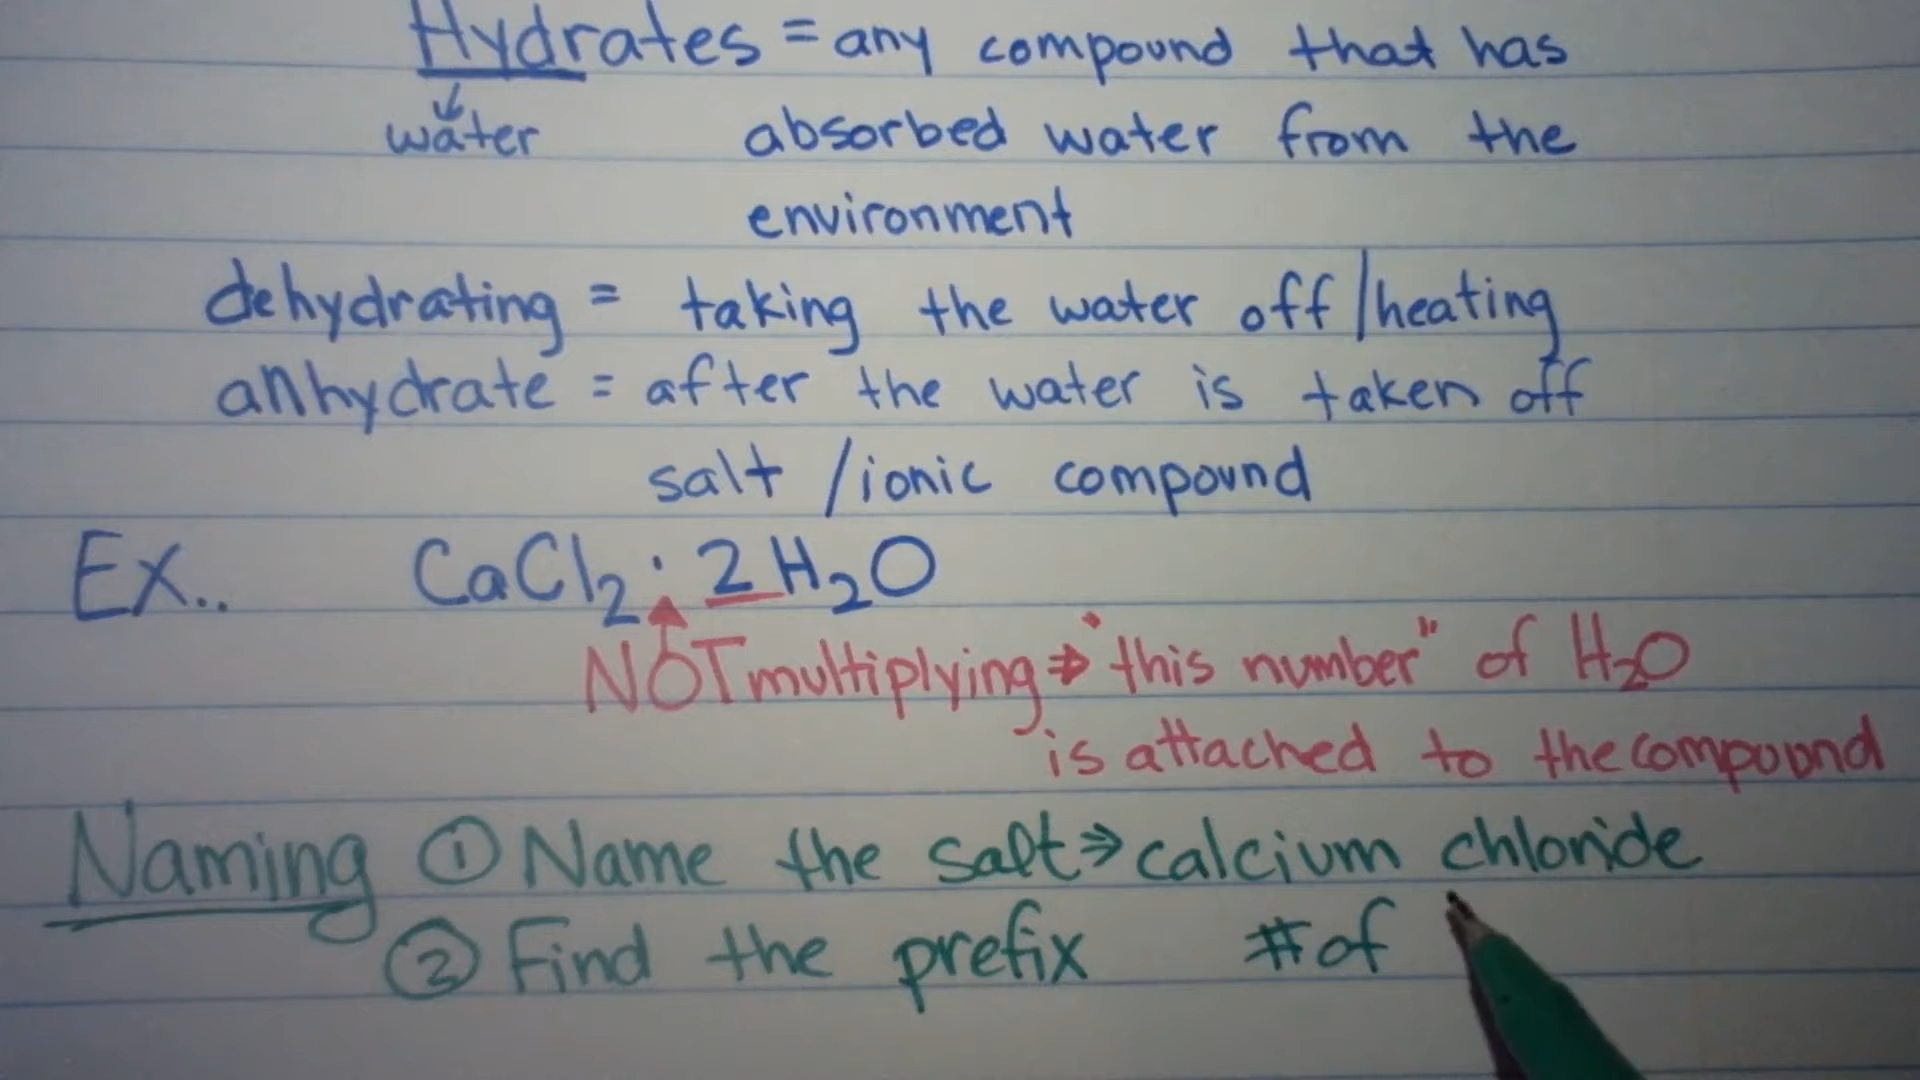 Hydrates = any compound that has
water absorbed water from the
environment
dehydrating = taking the water off/heating
anhydrate = after the water is taken off
salt /ionic compound
Ex.. CaCl₂ · 2H₂O
NOT multiplying ⇒ "this number" of H₂O
is attached to the compound
Naming ① Name the salt ⇒ calcium chloride
② Find the prefix # of